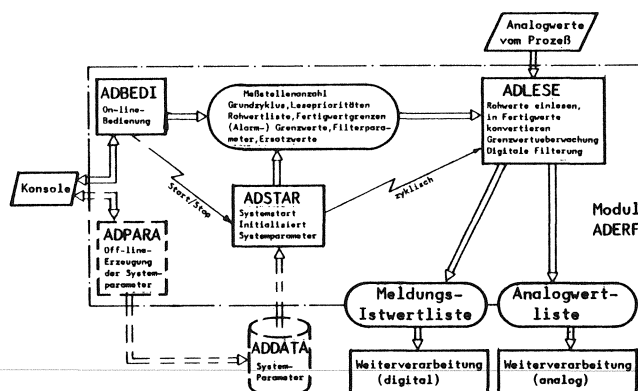 Analogwerte
vom Prozeß
ADBEDI
On-line-
Bedienung
Meßstellenanzahl
Grundzyklus,Leseprioritäten
Rohwertliste,Fertigwertgrenzen
(Alarm-) Grenzwerte,Filterpara-
meter,Ersatzwerte
ADLESE
Rohwerte einlesen,
in Fertigwerte
konvertieren
Grenzwertueberwachung
Digitale Filterung
Konsole
Start/Stop
ADSTAR
Systemstart
Initialisiert
Systemparameter
zyklisch
Modul
ADERF
ADPARA
Off-line-
Erzeugung
der System-
parameter
Meldungs-
Istwertliste
Analogwert-
liste
ADDATA
System-
Parameter
Weiterverarbeitung
(digital)
Weiterverarbeitung
(analog)